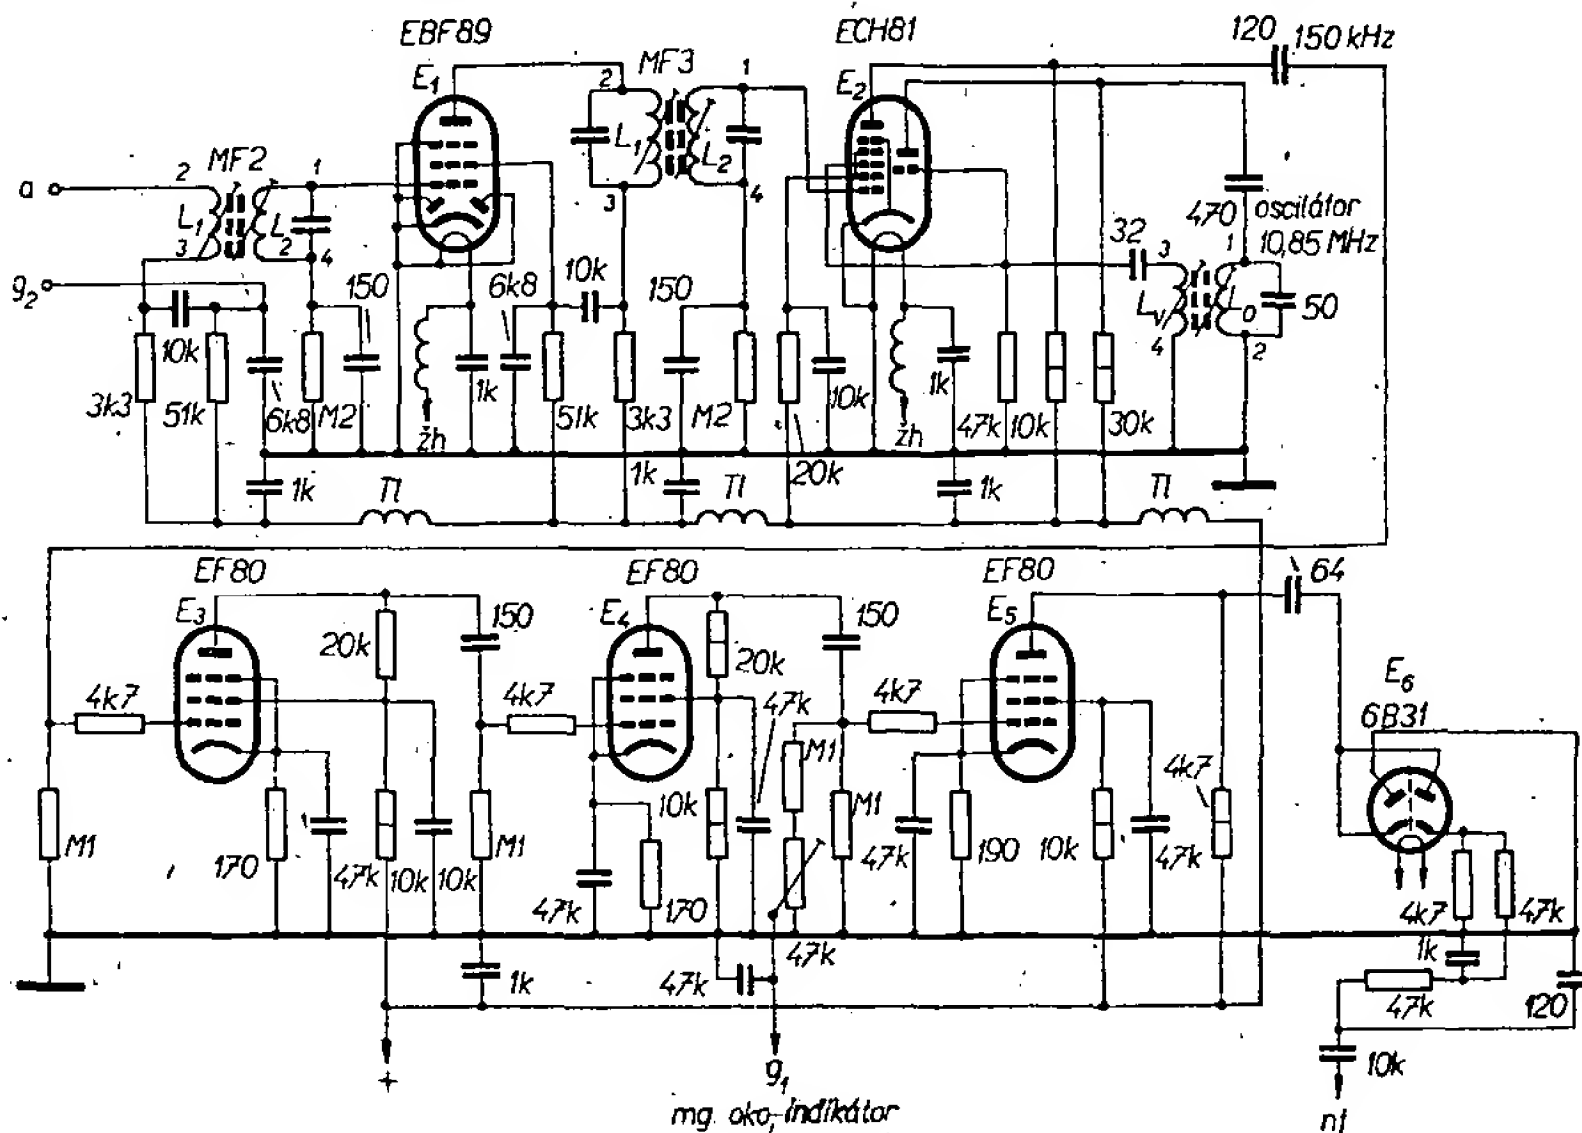 EBF89
ECH81
120
150 kHz
E1
MF3
E2
2
1
L1
L2
3
4
MF2
a
2
1
L1
L2
3
4
g2
10k
3k3
51k
6k8
M2
150
1k
žh
6k8
51k
10k
3k3
150
M2
10k
20k
1k
žh
47k
10k
30k
32
470
oscilátor
10,85 MHz
3
1
Lv
Lo
50
4
2
1k
Tl
1k
Tl
1k
Tl
EF80
EF80
EF80
64
E3
20k
150
E4
20k
150
E5
E6
6B31
4k7
4k7
47k
M1
4k7
4k7
M1
170
47k
10k
10k
M1
47k
170
10k
M1
47k
190
10k
47k
4k7
47k
1k
47k
47k
1k
47k
120
10k
+
g1
mg. oko, indikátor
nf